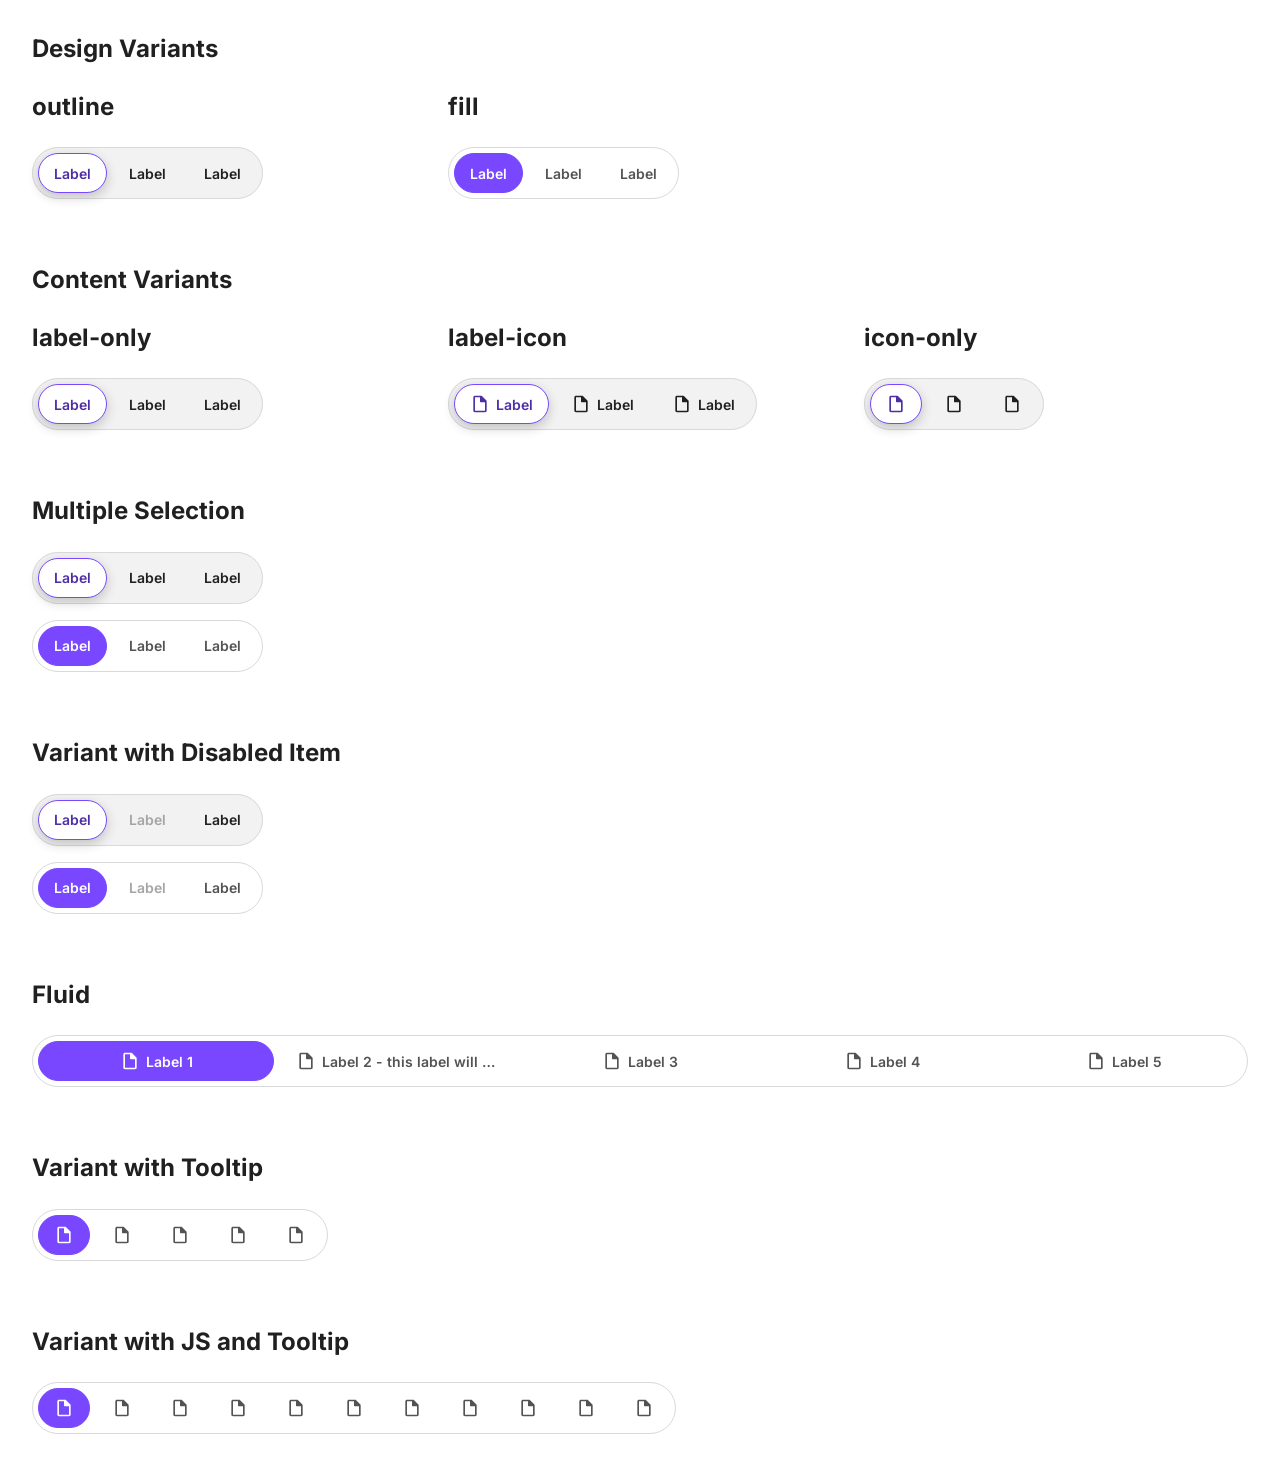 Design Variants
outline
fill
Label Label Label
Label Label Label
Content Variants
label-only
label-icon
icon-only
Label Label Label
Label Label Label
Multiple Selection
Label Label Label
Label Label Label
Variant with Disabled Item
Label Label Label
Label Label Label
Fluid
Label 1 Label 2 - this label will ... Label 3 Label 4 Label 5
Variant with Tooltip
Variant with JS and Tooltip